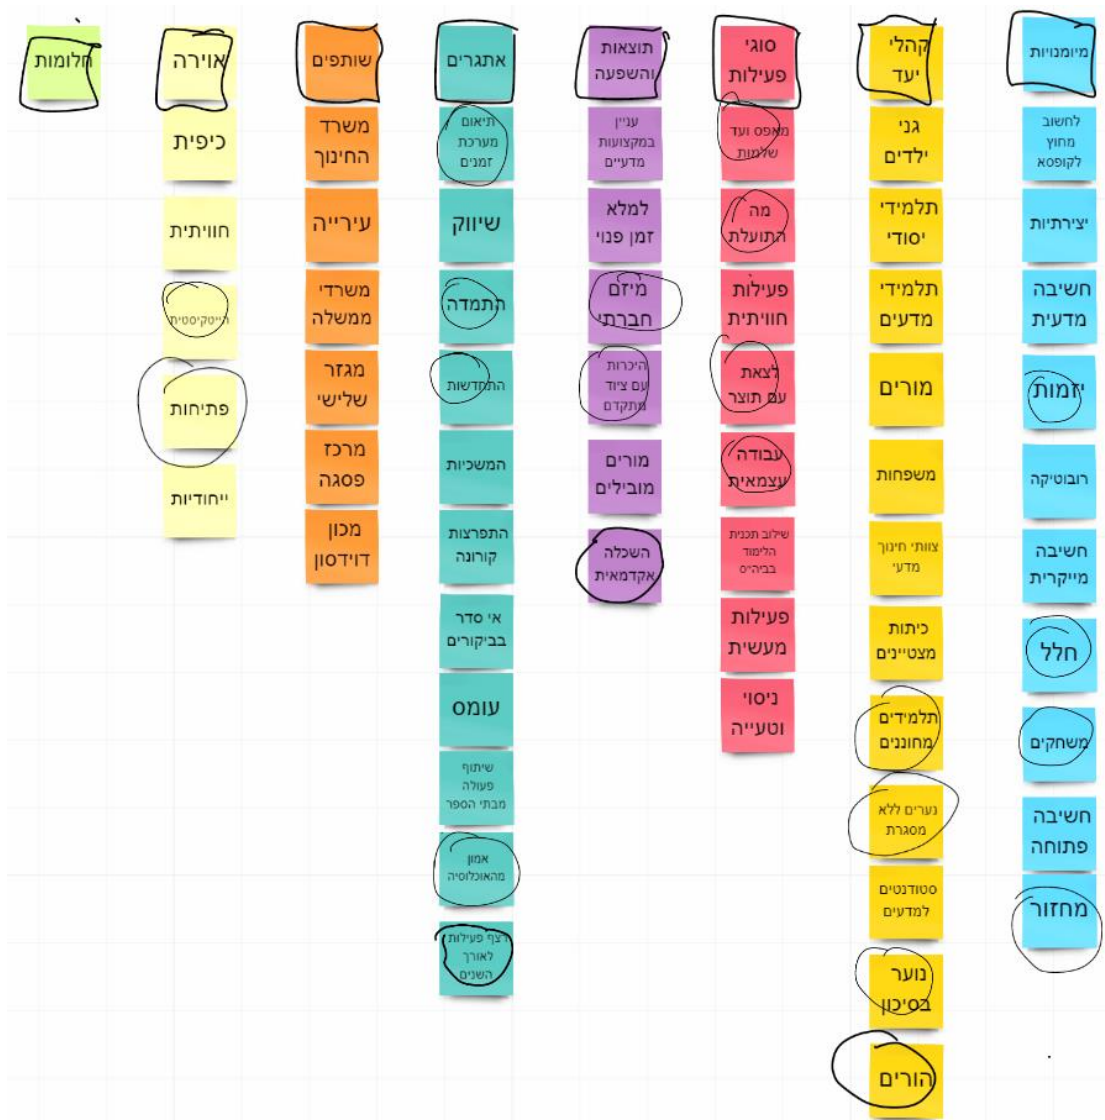 מיומנויות
לחשוב
מחוץ
לקופסא
יצירתיות
חשיבה
מדעית
יזמות
רובוטיקה
חשיבה
מייקרית
חלל
משחקים
חשיבה
פתוחה
מחזור
קהלי
יעד
גני
ילדים
תלמידי
יסודי
תלמידי
מדעים
מורים
משפחות
צוותי חינוך
מדעי
כיתות
מצטיינים
תלמידים
מחוננים
נערים ללא
מסגרת
סטודנטים
למדעים
נוער
בסיכון
הורים
סוגי
פעילות
מאפס ועד
שלמות
מה
התועלת
פעילות
חוויתית
לצאת
עם תוצר
עבודה
עצמאית
שילוב תכנית
הלימוד
בביה"ס
פעילות
מעשית
ניסוי
וטעייה
תוצאות
והשפעה
עניין
במקצועות
מדעיים
למלא
זמן פנוי
מיזם
חברתי
היכרות
עם ציוד
מתקדם
מורים
מובילים
השכלה
אקדמאית
אתגרים
תיאום
מערכת
זמנים
שיווק
התמדה
התחדשות
המשכיות
התפרצות
קורונה
אי סדר
בביקורים
עומס
שיתוף
פעולה
מבתי הספר
אמון
מהאוכלוסיה
רצף פעילות
לאורך
השנים
שותפים
משרד
החינוך
עירייה
משרדי
ממשלה
מגזר
שלישי
מרכז
פסגה
מכון
דוידסון
אוירה
כיפית
חוויתית
הייטקיסטית
פתיחות
ייחודיות
חלומות